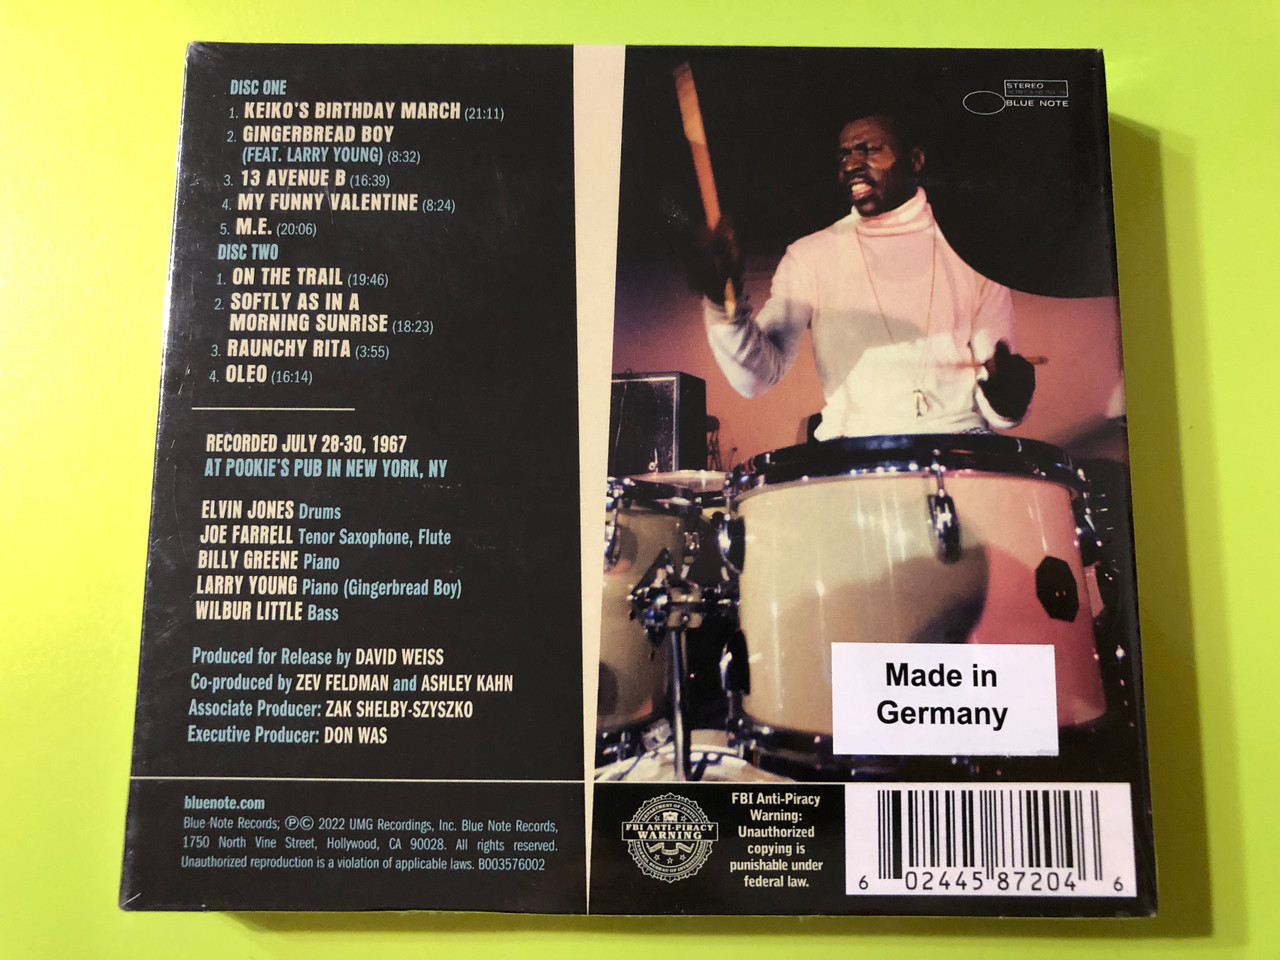 DISC ONE
1. KEIKO'S BIRTHDAY MARCH (21:11)
2. GINGERBREAD BOY
(FEAT. LARRY YOUNG) (8:32)
3. 13 AVENUE B (16:39)
4. MY FUNNY VALENTINE (8:24)
5. M.E. (20:06)
DISC TWO
1. ON THE TRAIL (19:46)
2. SOFTLY AS IN A
MORNING SUNRISE (18:23)
3. RAUNCHY RITA (3:55)
4. OLEO (16:14)
RECORDED JULY 28-30, 1967
AT POOKIE'S PUB IN NEW YORK, NY
ELVIN JONES Drums
JOE FARRELL Tenor Saxophone, Flute
BILLY GREENE Piano
LARRY YOUNG Piano (Gingerbread Boy)
WILBUR LITTLE Bass
Produced for Release by DAVID WEISS
Co-produced by ZEV FELDMAN and ASHLEY KAHN
Associate Producer: ZAK SHELBY-SZYSZKO
Executive Producer: DON WAS
bluenote.com
Blue Note Records; ℗© 2022 UMG Recordings, Inc. Blue Note Records,
1750 North Vine Street, Hollywood, CA 90028. All rights reserved.
Unauthorized reproduction is a violation of applicable laws. B003576002
STEREO
BLUE NOTE
Made in
Germany
FBI ANTI-PIRACY
WARNING
FBI Anti-Piracy
Warning:
Unauthorized
copying is
punishable under
federal law.
6 02445 87204 6